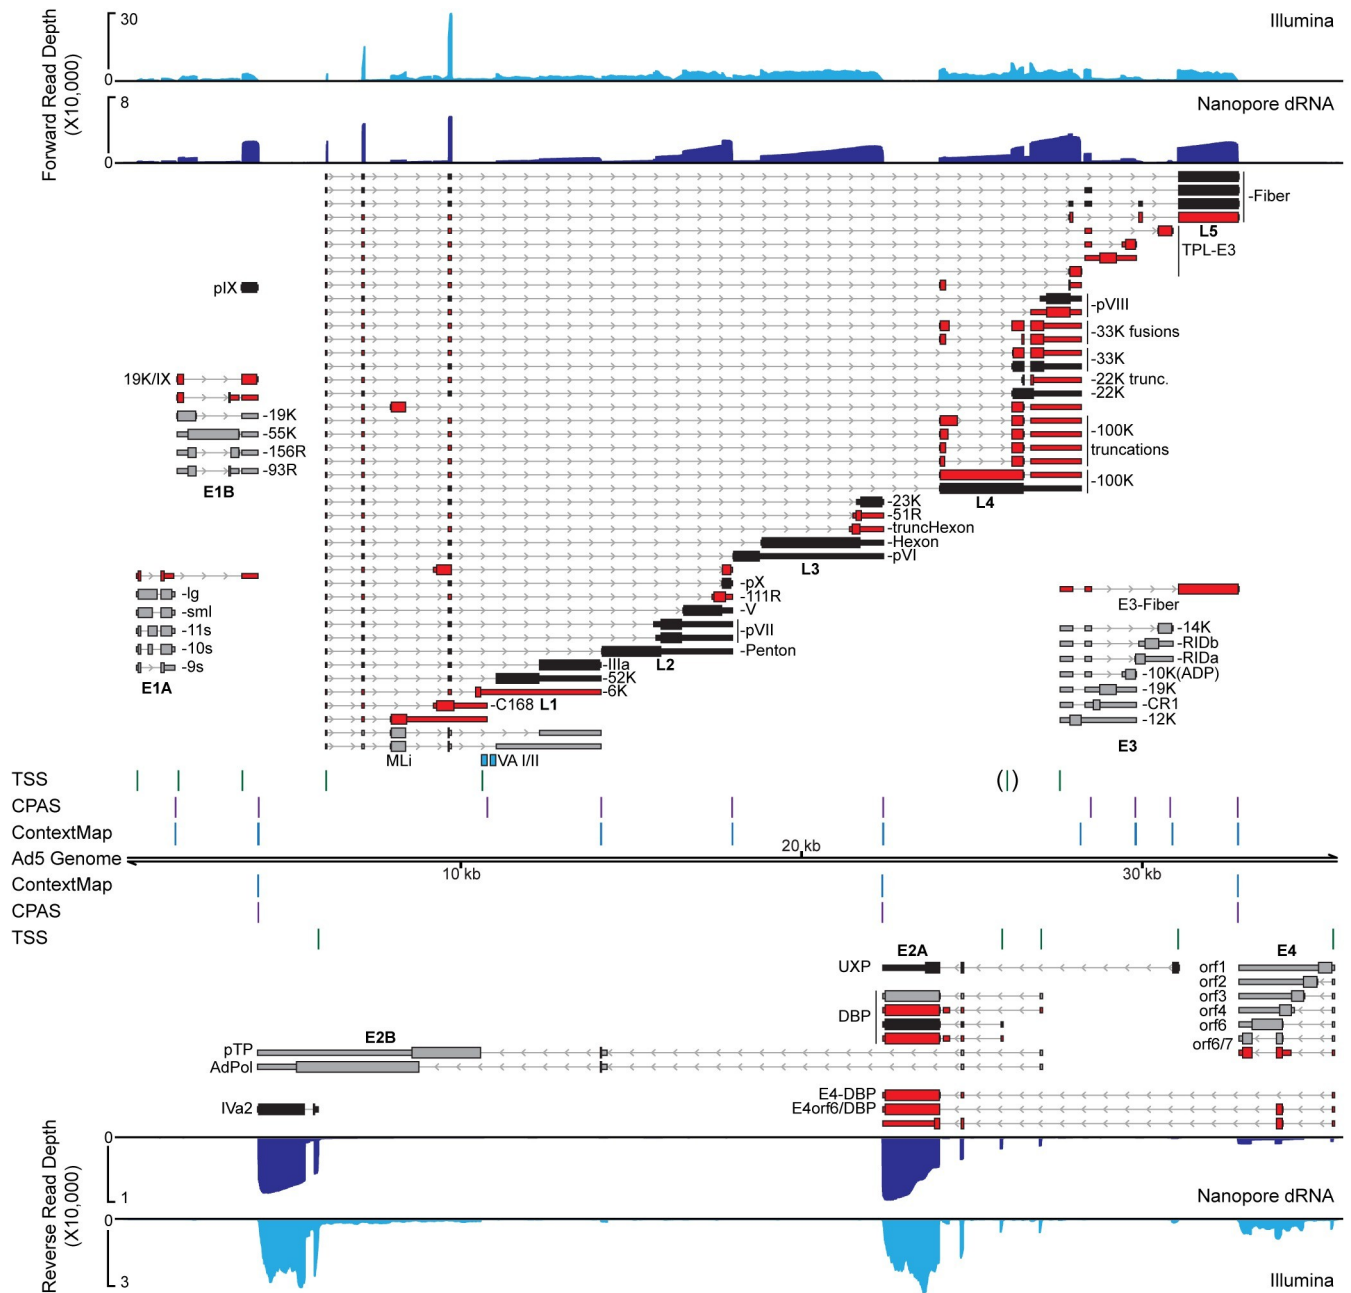 30
Illumina
0
Forward Read Depth
(X10,000)
8
Nanopore dRNA
0
-Fiber
L5
TPL-E3
pIX
-pVIII
-33K fusions
-33K
19K/IX
-22K trunc.
-22K
-19K
-55K
-100K
truncations
-156R
-93R
-100K
E1B
L4
-23K
-51R
-truncHexon
-Hexon
-pVI
L3
-pX
-lg
-111R
E3-Fiber
-sml
-V
-11s
-pVII
-14K
-10s
-Penton
-RIDb
-9s
-IIIa
L2
-RIDa
E1A
-52K
-10K(ADP)
-6K
-19K
-C168 L1
-CR1
-12K
MLi
VA I/II
E3
TSS
( )
CPAS
ContextMap
20 kb
Ad5 Genome
10 kb
30 kb
ContextMap
CPAS
TSS
E2A
E4
UXP
orf1
orf2
DBP
orf3
orf4
orf6
E2B
orf6/7
pTP
AdPol
E4-DBP
IVa2
E4orf6/DBP
0
Reverse Read Depth
(X10,000)
1
Nanopore dRNA
0
3
Illumina